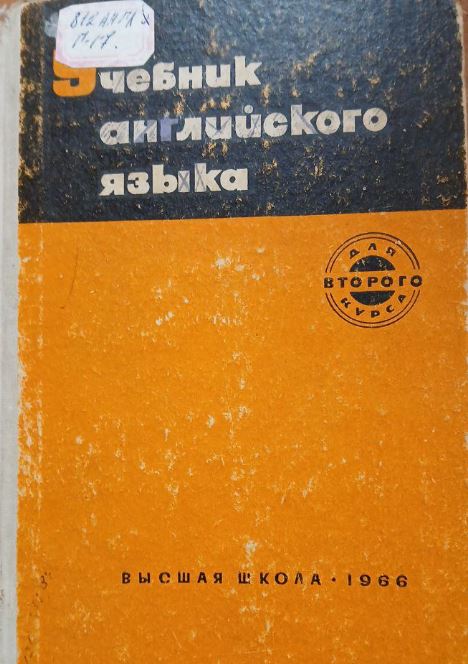 Учебник
английского
языка
ДЛЯ
ВТОРОГО
КУРСА
ВЫСШАЯ ШКОЛА · 1966